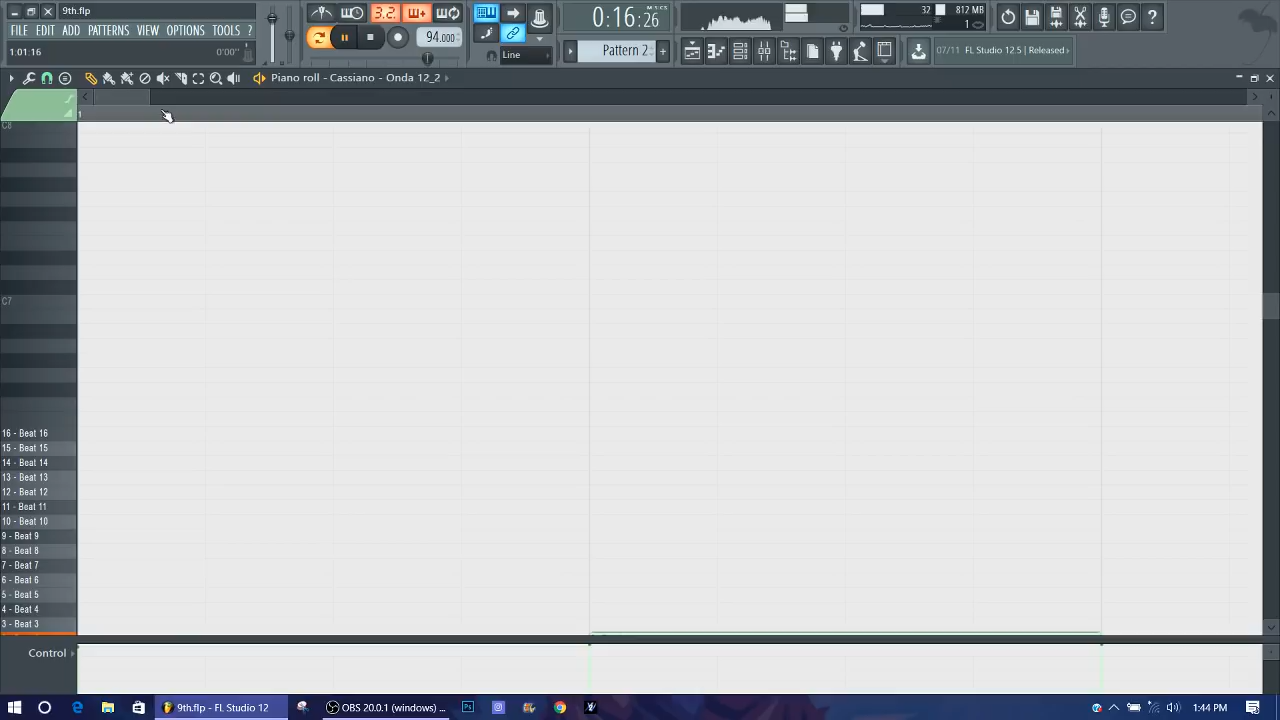 9th.flp
FILE EDIT ADD PATTERNS VIEW OPTIONS TOOLS ?
1:01:16
0'00"
3.2
94.000
0:16:26
M:S:CS
Line
Pattern 2
32
812 MB
1
07/11 FL Studio 12.5 | Released
Piano roll - Cassiano - Onda 12_2
1
C8
C7
16 - Beat 16
15 - Beat 15
14 - Beat 14
13 - Beat 13
12 - Beat 12
11 - Beat 11
10 - Beat 10
9 - Beat 9
8 - Beat 8
7 - Beat 7
6 - Beat 6
5 - Beat 5
4 - Beat 4
3 - Beat 3
Control
9th.flp - FL Studio 12
OBS 20.0.1 (windows) ...
1:44 PM